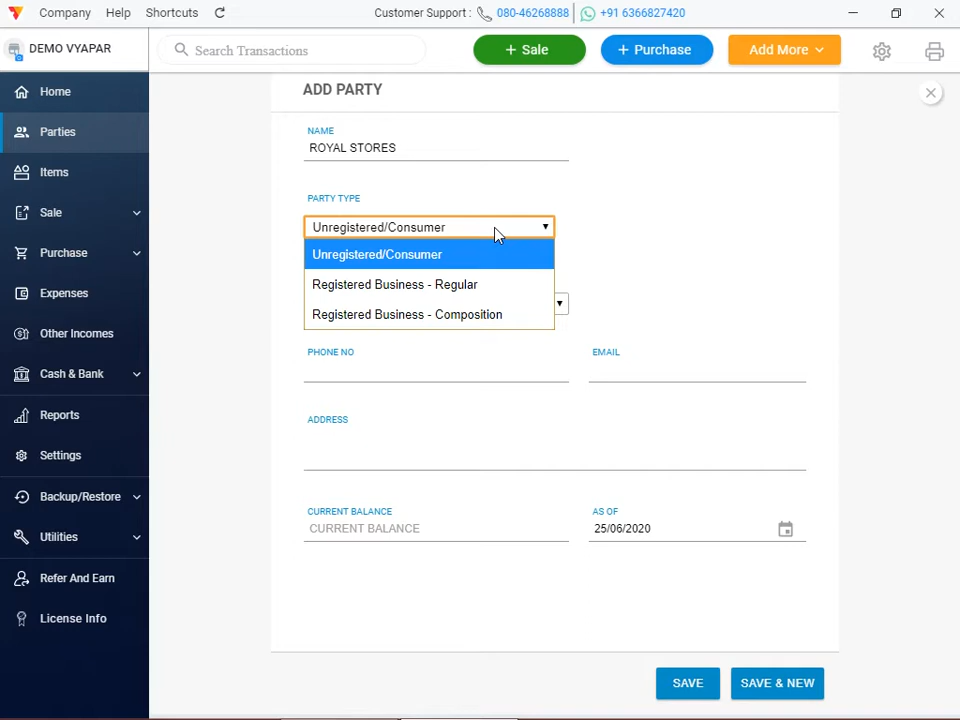 Company Help Shortcuts Customer Support : 080-46268888 +91 6366827420
DEMO VYAPAR Search Transactions + Sale + Purchase Add More
Home
Parties
Items
Sale
Purchase
Expenses
Other Incomes
Cash & Bank
Reports
Settings
Backup/Restore
Utilities
Refer And Earn
License Info
ADD PARTY
NAME
ROYAL STORES
PARTY TYPE
Unregistered/Consumer
Unregistered/Consumer
Registered Business - Regular
Registered Business - Composition
PHONE NO EMAIL
ADDRESS
CURRENT BALANCE AS OF
CURRENT BALANCE 25/06/2020
SAVE SAVE & NEW